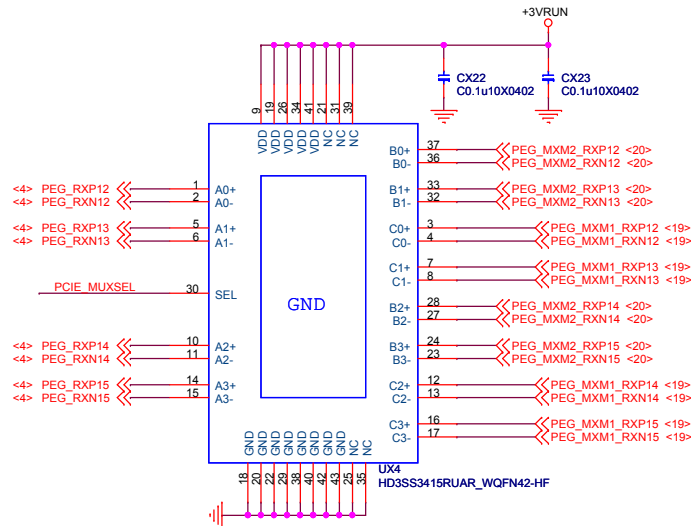 +3VRUN
CX22
C0.1u10X0402
CX23
C0.1u10X0402
9 19 26 34 41 21 31 39
VDD VDD VDD VDD VDD NC NC NC
<4> PEG_RXP12 1 A0+
<4> PEG_RXN12 2 A0-
<4> PEG_RXP13 5 A1+
<4> PEG_RXN13 6 A1-
PCIE_MUXSEL 30 SEL
<4> PEG_RXP14 10 A2+
<4> PEG_RXN14 11 A2-
<4> PEG_RXP15 14 A3+
<4> PEG_RXN15 15 A3-
GND
B0+ 37 PEG_MXM2_RXP12 <20>
B0- 36 PEG_MXM2_RXN12 <20>
B1+ 33 PEG_MXM2_RXP13 <20>
B1- 32 PEG_MXM2_RXN13 <20>
C0+ 3 PEG_MXM1_RXP12 <19>
C0- 4 PEG_MXM1_RXN12 <19>
C1+ 7 PEG_MXM1_RXP13 <19>
C1- 8 PEG_MXM1_RXN13 <19>
B2+ 28 PEG_MXM2_RXP14 <20>
B2- 27 PEG_MXM2_RXN14 <20>
B3+ 24 PEG_MXM2_RXP15 <20>
B3- 23 PEG_MXM2_RXN15 <20>
C2+ 12 PEG_MXM1_RXP14 <19>
C2- 13 PEG_MXM1_RXN14 <19>
C3+ 16 PEG_MXM1_RXP15 <19>
C3- 17 PEG_MXM1_RXN15 <19>
GND GND GND GND GND GND GND GND NC NC
18 20 22 29 38 40 42 43 25 35
UX4
HD3SS3415RUAR_WQFN42-HF